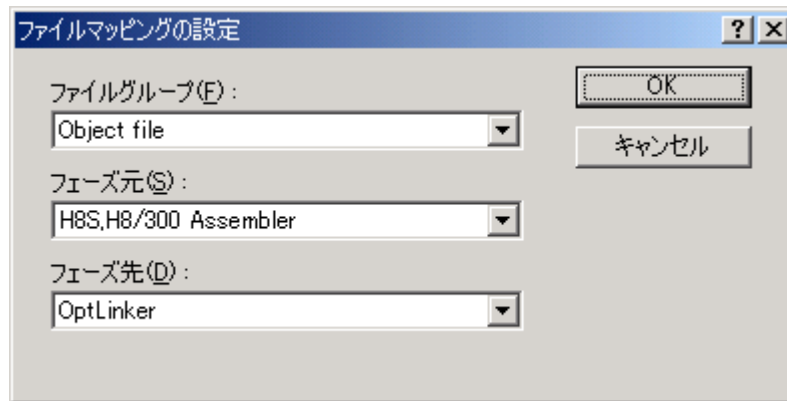 ファイルマッピングの設定
ファイルグループ(F):
Object file
フェーズ元(S):
H8S,H8/300 Assembler
フェーズ先(D):
OptLinker
OK
キャンセル